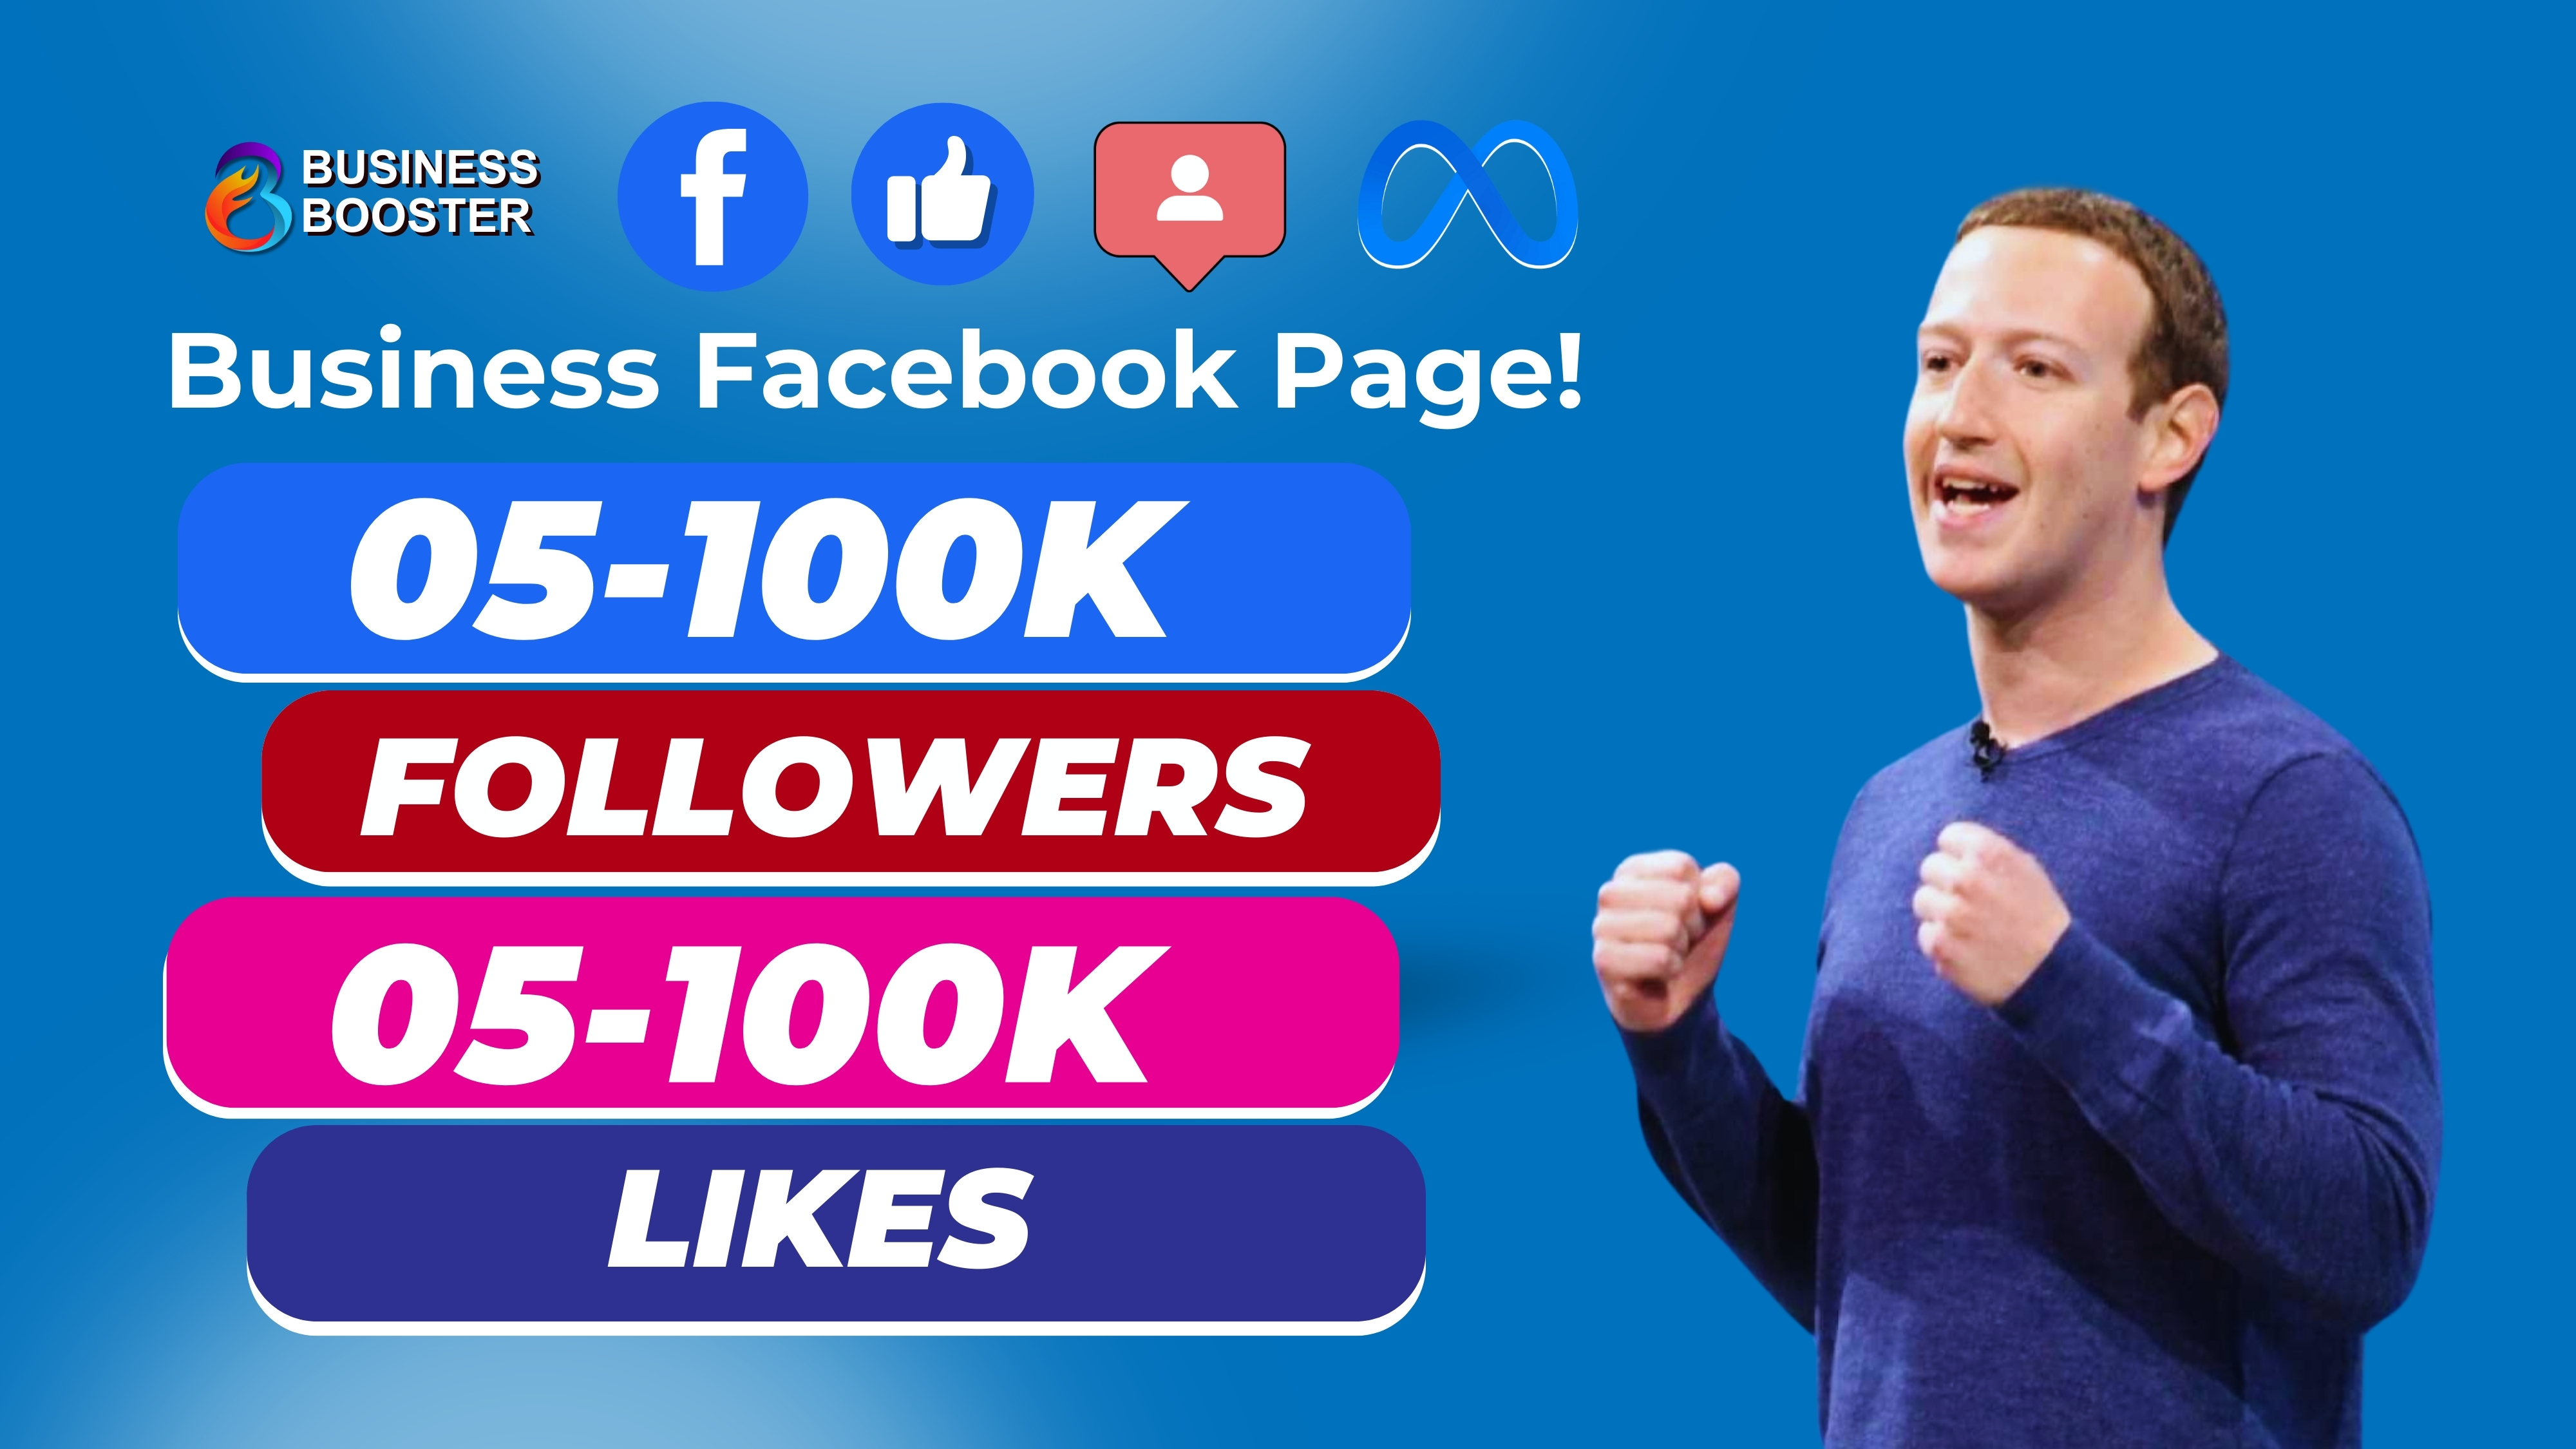 BUSINESS
BOOSTER
Business Facebook Page!
05-100K
FOLLOWERS
05-100K
LIKES